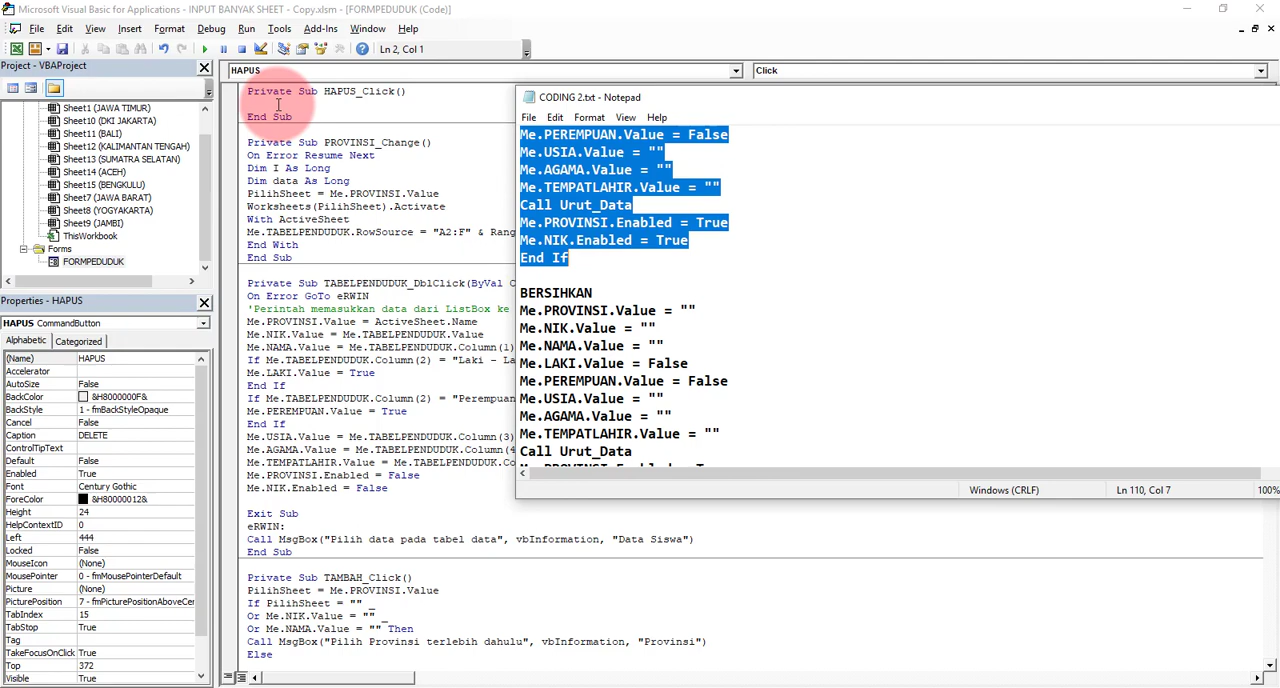 Microsoft Visual Basic for Applications - INPUT BANYAK SHEET - Copy.xlsm - [FORMPEDUDUK (Code)]
File Edit View Insert Format Debug Run Tools Add-Ins Window Help
Ln 2, Col 1
Project - VBAProject
Sheet1 (JAWA TIMUR)
Sheet10 (DKI JAKARTA)
Sheet11 (BALI)
Sheet12 (KALIMANTAN TENGAH)
Sheet13 (SUMATRA SELATAN)
Sheet14 (ACEH)
Sheet15 (BENGKULU)
Sheet7 (JAWA BARAT)
Sheet8 (YOGYAKARTA)
Sheet9 (JAMBI)
ThisWorkbook
Forms
FORMPEDUDUK
Properties - HAPUS
HAPUS CommandButton
Alphabetic Categorized
(Name) HAPUS
Accelerator
AutoSize False
BackColor &H8000000F&
BackStyle 1 - fmBackStyleOpaque
Cancel False
Caption DELETE
ControlTipText
Default False
Enabled True
Font Century Gothic
ForeColor &H80000012&
Height 24
HelpContextID 0
Left 444
Locked False
MouseIcon (None)
MousePointer 0 - fmMousePointerDefault
Picture (None)
PicturePosition 7 - fmPicturePositionAboveCer
TabIndex 15
TabStop True
Tag
TakeFocusOnClick True
Top 372
Visible True
HAPUS Click
Private Sub HAPUS_Click()
End Sub
Private Sub PROVINSI_Change()
On Error Resume Next
Dim I As Long
Dim data As Long
PilihSheet = Me.PROVINSI.Value
Worksheets(PilihSheet).Activate
With ActiveSheet
Me.TABELPENDUDUK.RowSource = "A2:F" & Rang
End With
End Sub
Private Sub TABELPENDUDUK_DblClick(ByVal C
On Error GoTo eRWIN
'Perintah memasukkan data dari ListBox ke
Me.PROVINSI.Value = ActiveSheet.Name
Me.NIK.Value = Me.TABELPENDUDUK.Value
Me.NAMA.Value = Me.TABELPENDUDUK.Column(1)
If Me.TABELPENDUDUK.Column(2) = "Laki - La
Me.LAKI.Value = True
End If
If Me.TABELPENDUDUK.Column(2) = "Perempuan
Me.PEREMPUAN.Value = True
End If
Me.USIA.Value = Me.TABELPENDUDUK.Column(3)
Me.AGAMA.Value = Me.TABELPENDUDUK.Column(4
Me.TEMPATLAHIR.Value = Me.TABELPENDUDUK.Co
Me.PROVINSI.Enabled = False
Me.NIK.Enabled = False
Exit Sub
eRWIN:
Call MsgBox("Pilih data pada tabel data", vbInformation, "Data Siswa")
End Sub
Private Sub TAMBAH_Click()
PilihSheet = Me.PROVINSI.Value
If PilihSheet = "" _
Or Me.NIK.Value = "" _
Or Me.NAMA.Value = "" Then
Call MsgBox("Pilih Provinsi terlebih dahulu", vbInformation, "Provinsi")
Else
CODING 2.txt - Notepad
File Edit Format View Help
Me.PEREMPUAN.Value = False
Me.USIA.Value = ""
Me.AGAMA.Value = ""
Me.TEMPATLAHIR.Value = ""
Call Urut_Data
Me.PROVINSI.Enabled = True
Me.NIK.Enabled = True
End If
BERSIHKAN
Me.PROVINSI.Value = ""
Me.NIK.Value = ""
Me.NAMA.Value = ""
Me.LAKI.Value = False
Me.PEREMPUAN.Value = False
Me.USIA.Value = ""
Me.AGAMA.Value = ""
Me.TEMPATLAHIR.Value = ""
Call Urut_Data
Windows (CRLF) Ln 110, Col 7 100%